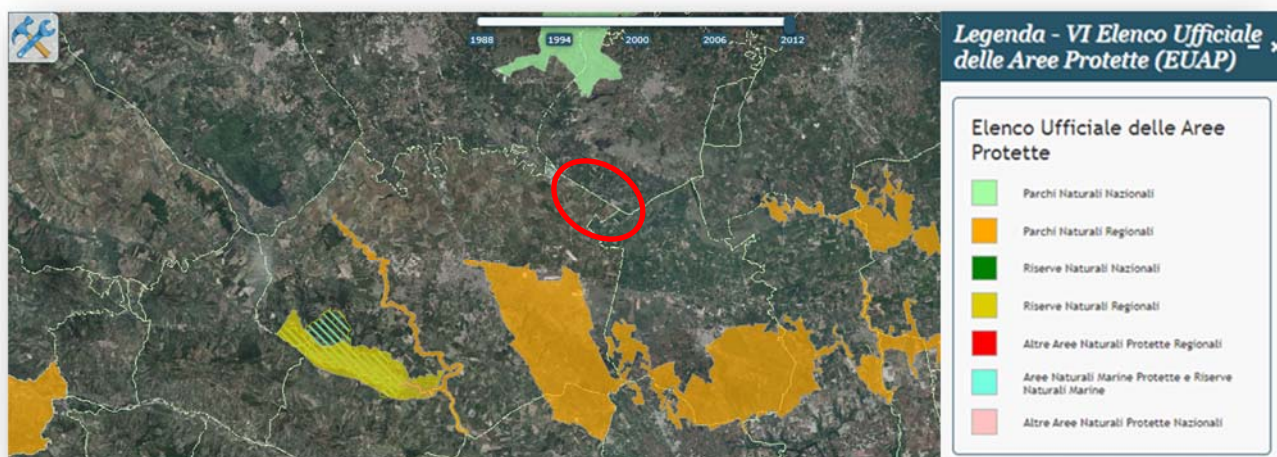 1988 1994 2000 2006 2012
Legenda - VI Elenco Ufficiale
delle Aree Protette (EUAP)
Elenco Ufficiale delle Aree
Protette
Parchi Naturali Nazionali
Parchi Naturali Regionali
Riserve Naturali Nazionali
Riserve Naturali Regionali
Altre Aree Naturali Protette Regionali
Aree Naturali Marine Protette e Riserve
Naturali Marine
Altre Aree Naturali Protette Nazionali